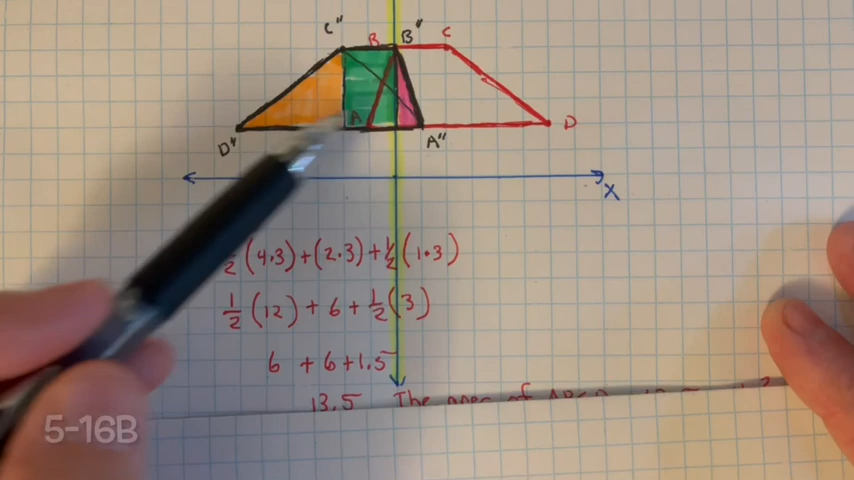 C" B B" C
A D
D" A"
X
2 (4·3)+(2·3)+1/2(1·3)
1/2(12) + 6 + 1/2(3)
6 + 6 + 1.5
13.5 The area of
5-16B